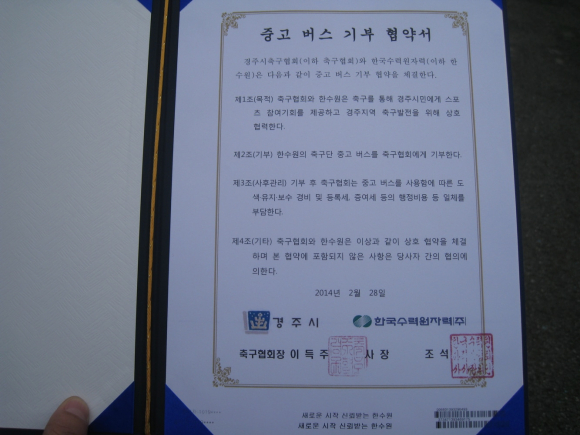 중고 버스 기부 협약서
경주시축구협회(이하 축구협회)와 한국수력원자력(이하 한
수원)은 다음과 같이 중고 버스 기부 협약을 체결한다.
제1조(목적) 축구협회와 한수원은 축구를 통해 경주시민에게 스포
츠 참여기회를 제공하고 경주지역 축구발전을 위해 상호
협력한다.
제2조(기부) 한수원의 축구단 중고 버스를 축구협회에게 기부한다.
제3조(사후관리) 기부 후 축구협회는 중고 버스를 사용함에 따른 도
색·유지·보수 경비 및 등록세, 증여세 등의 행정비용 등 일체를
부담한다.
제4조(기타) 축구협회와 한수원은 이상과 같이 상호 협약을 체결
하며 본 협약에 포함되지 않은 사항은 당사자 간의 협의에
의한다.
2014년 2월 28일
경주시 한국수력원자력(주)
축구협회장 이득주 사장 조석
새로운 시작 신뢰받는 한수원
새로운 시작 신뢰받는 한수원